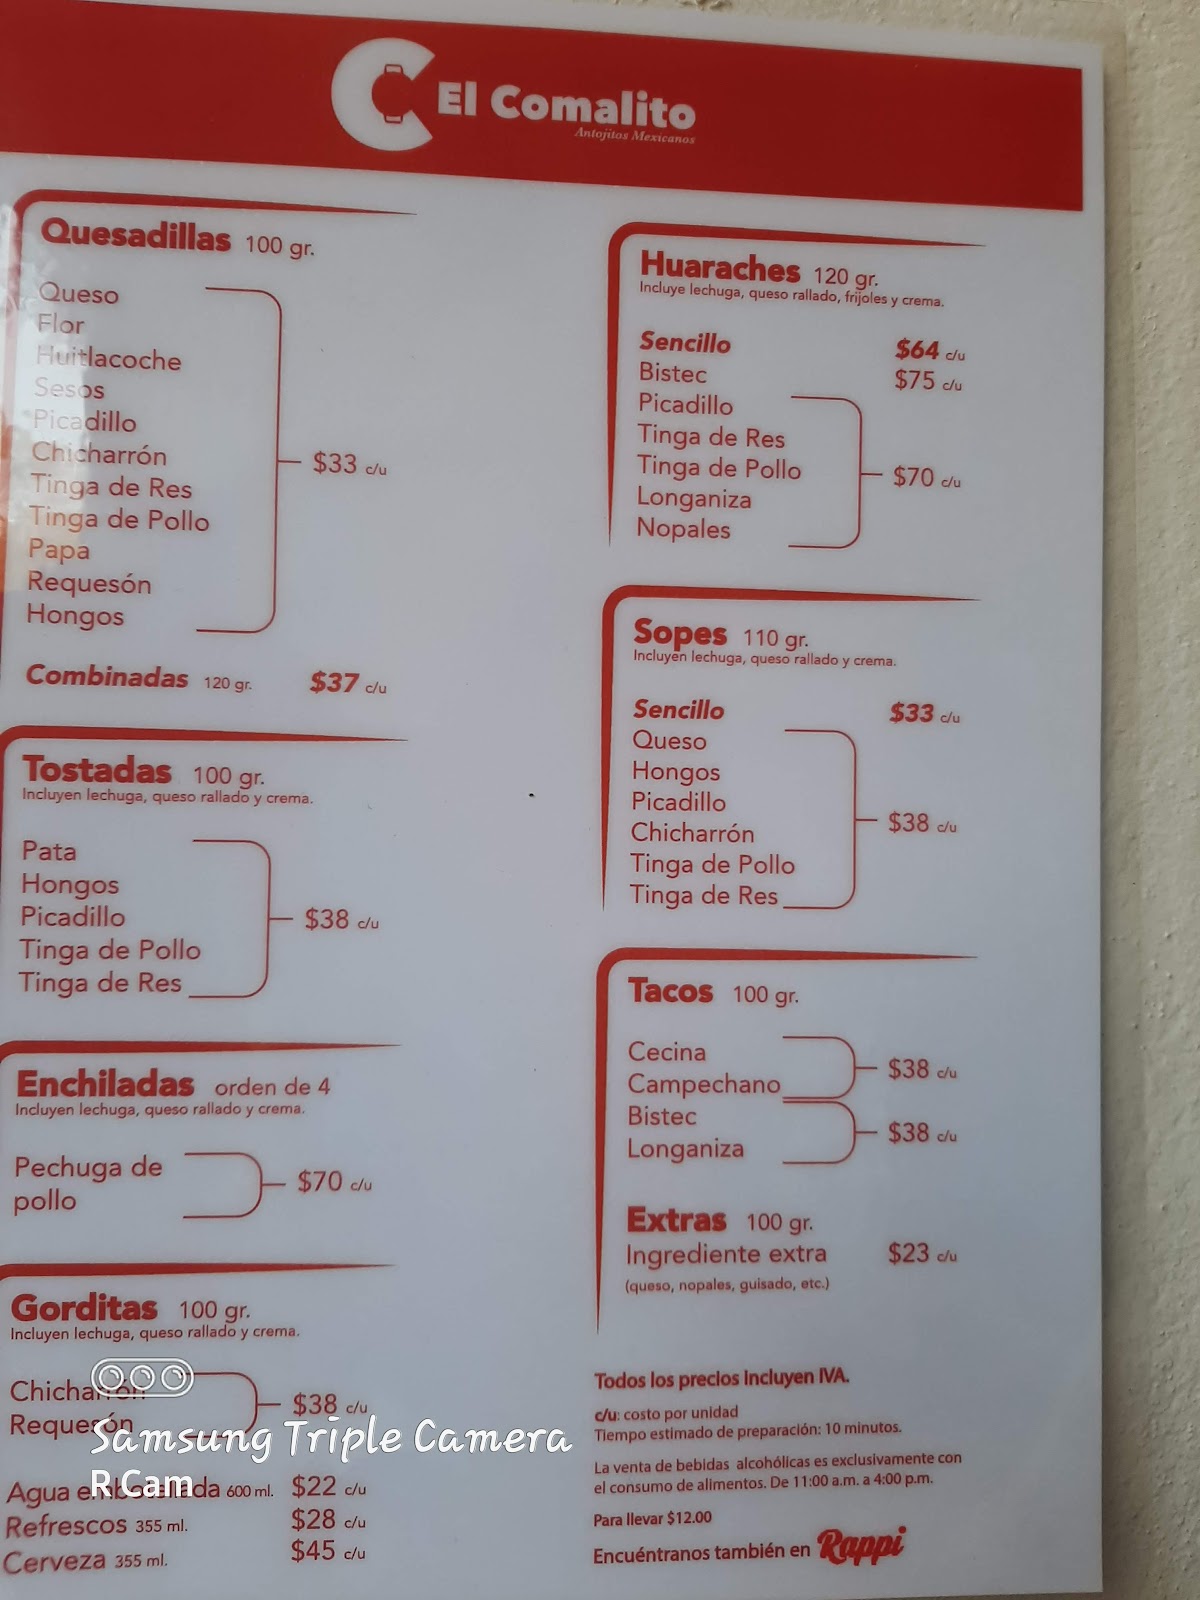 El Comalito
Antojitos Mexicanos
Quesadillas 100 gr.
Queso
Flor
Huitlacoche
Sesos
Picadillo
Chicharrón
Tinga de Res
Tinga de Pollo
Papa
Requesón
Hongos
$33 c/u
Combinadas 120 gr. $37 c/u
Tostadas 100 gr.
Incluyen lechuga, queso rallado y crema.
Pata
Hongos
Picadillo
Tinga de Pollo
Tinga de Res
$38 c/u
Enchiladas orden de 4
Incluyen lechuga, queso rallado y crema.
Pechuga de
pollo
$70 c/u
Gorditas 100 gr.
Incluyen lechuga, queso rallado y crema.
Chicharrón
Requesón
$38 c/u
Agua embotellada 600 ml. $22 c/u
Refrescos 355 ml. $28 c/u
Cerveza 355 ml. $45 c/u
Huaraches 120 gr.
Incluye lechuga, queso rallado, frijoles y crema.
Sencillo $64 c/u
Bistec $75 c/u
Picadillo
Tinga de Res
Tinga de Pollo
Longaniza
Nopales
$70 c/u
Sopes 110 gr.
Incluyen lechuga, queso rallado y crema.
Sencillo $33 c/u
Queso
Hongos
Picadillo
Chicharrón
Tinga de Pollo
Tinga de Res
$38 c/u
Tacos 100 gr.
Cecina
Campechano
$38 c/u
Bistec
Longaniza
$38 c/u
Extras 100 gr.
Ingrediente extra $23 c/u
(queso, nopales, guisado, etc.)
Todos los precios incluyen IVA.
c/u: costo por unidad
Tiempo estimado de preparación: 10 minutos.
La venta de bebidas alcohólicas es exclusivamente con
el consumo de alimentos. De 11:00 a.m. a 4:00 p.m.
Para llevar $12.00
Encuéntranos también en Rappi
Samsung Triple Camera
R Cam